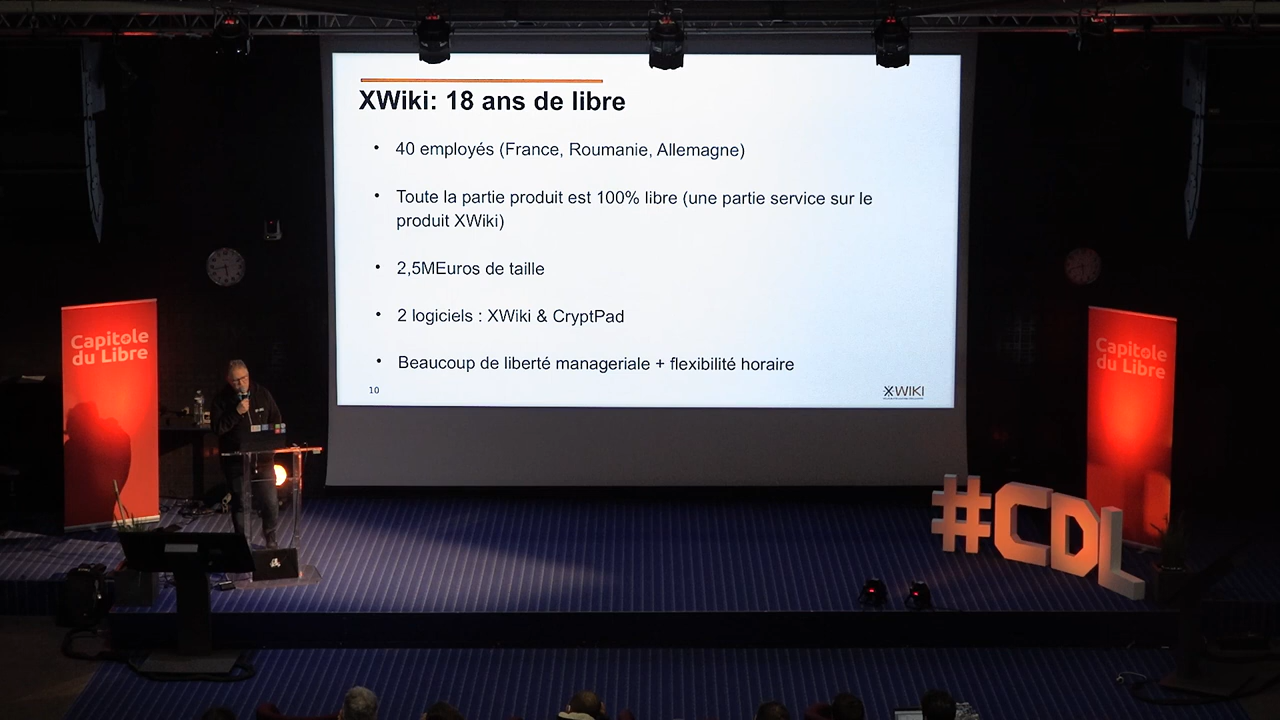 XWiki: 18 ans de libre
• 40 employés (France, Roumanie, Allemagne)
• Toute la partie produit est 100% libre (une partie service sur le
produit XWiki)
• 2,5MEuros de taille
• 2 logiciels : XWiki & CryptPad
• Beaucoup de liberté manageriale + flexibilité horaire
10
XWIKI
Capitole
du Libre
Capitole
du Libre
#CDL